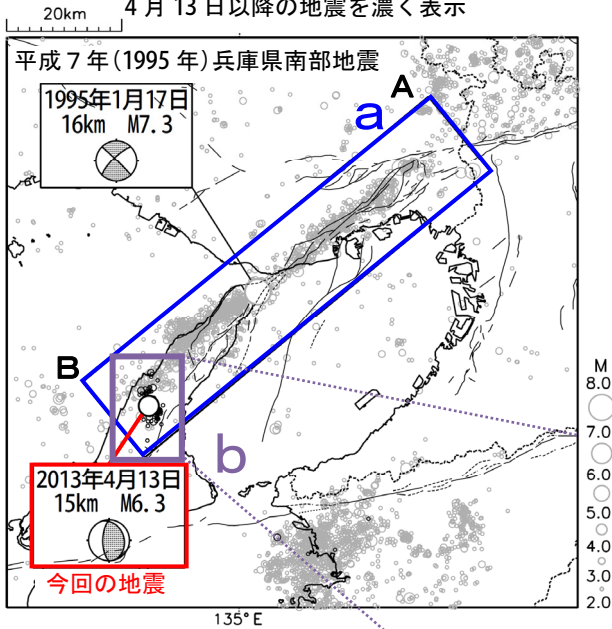 4月13日以降の地震を濃く表示
20km
平成７年(1995年)兵庫県南部地震
A
a
1995年1月17日
16km M7.3
B
M
8.0
7.0
6.0
5.0
4.0
3.0
2.0
b
2013年4月13日
15km M6.3
今回の地震
135°E